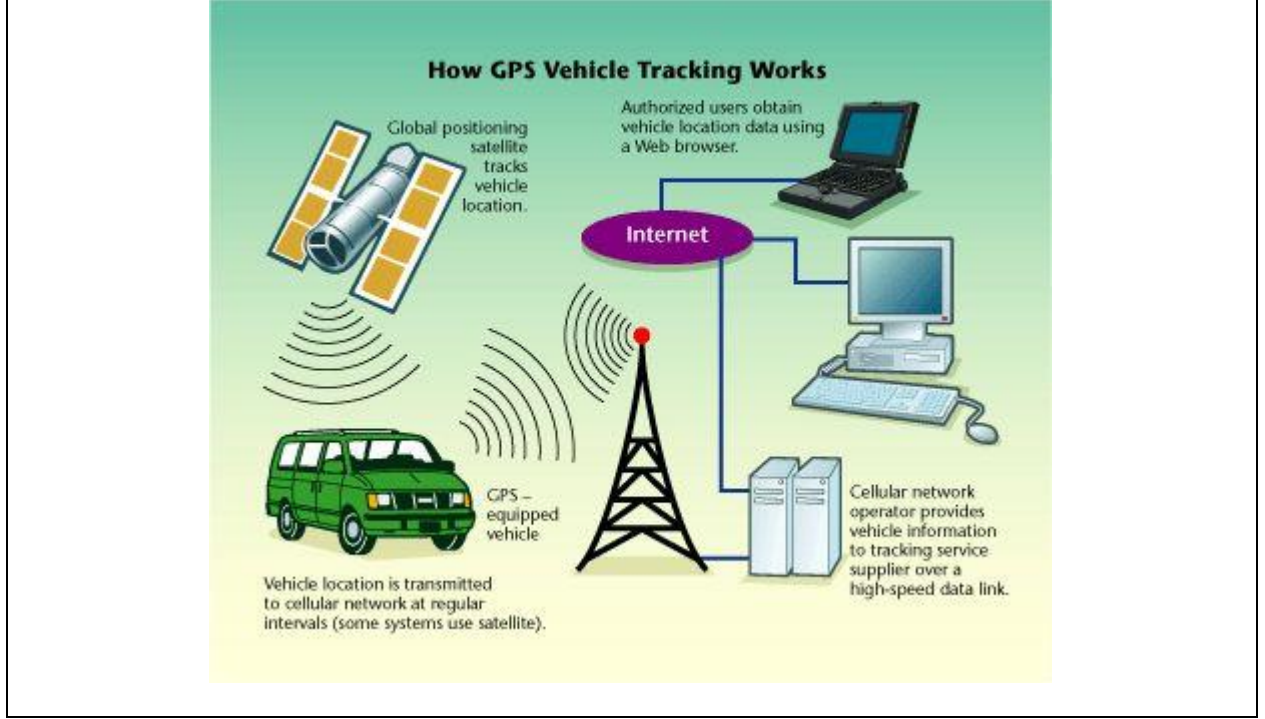 How GPS Vehicle Tracking Works
Global positioning
satellite
tracks
vehicle
location.
Authorized users obtain
vehicle location data using
a Web browser.
Internet
GPS –
equipped
vehicle
Vehicle location is transmitted
to cellular network at regular
intervals (some systems use satellite).
Cellular network
operator provides
vehicle information
to tracking service
supplier over a
high-speed data link.